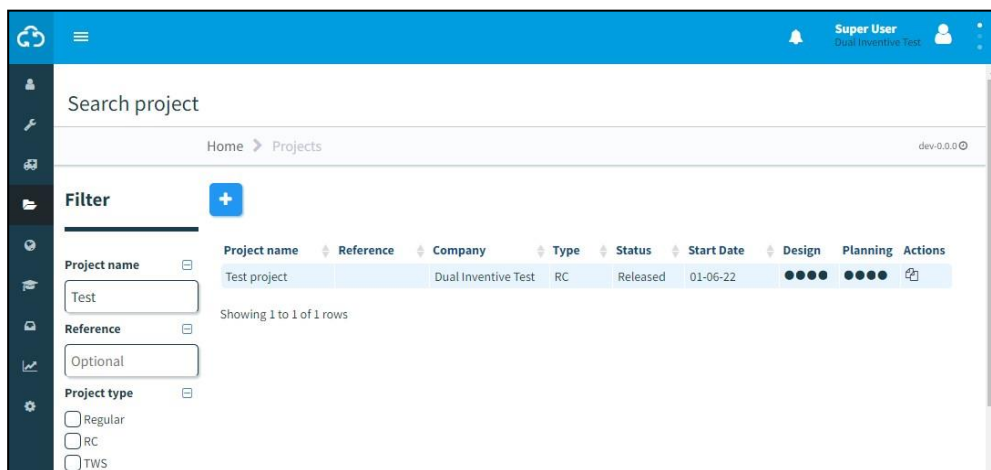 Super User
Dual Inventive Test
Search project
Home Projects
dev-0.0.0
Filter
Project name Reference Company Type Status Start Date Design Planning Actions
Test project Dual Inventive Test RC Released 01-06-22
Showing 1 to 1 of 1 rows
Project name
Test
Reference
Optional
Project type
Regular
RC
TWS